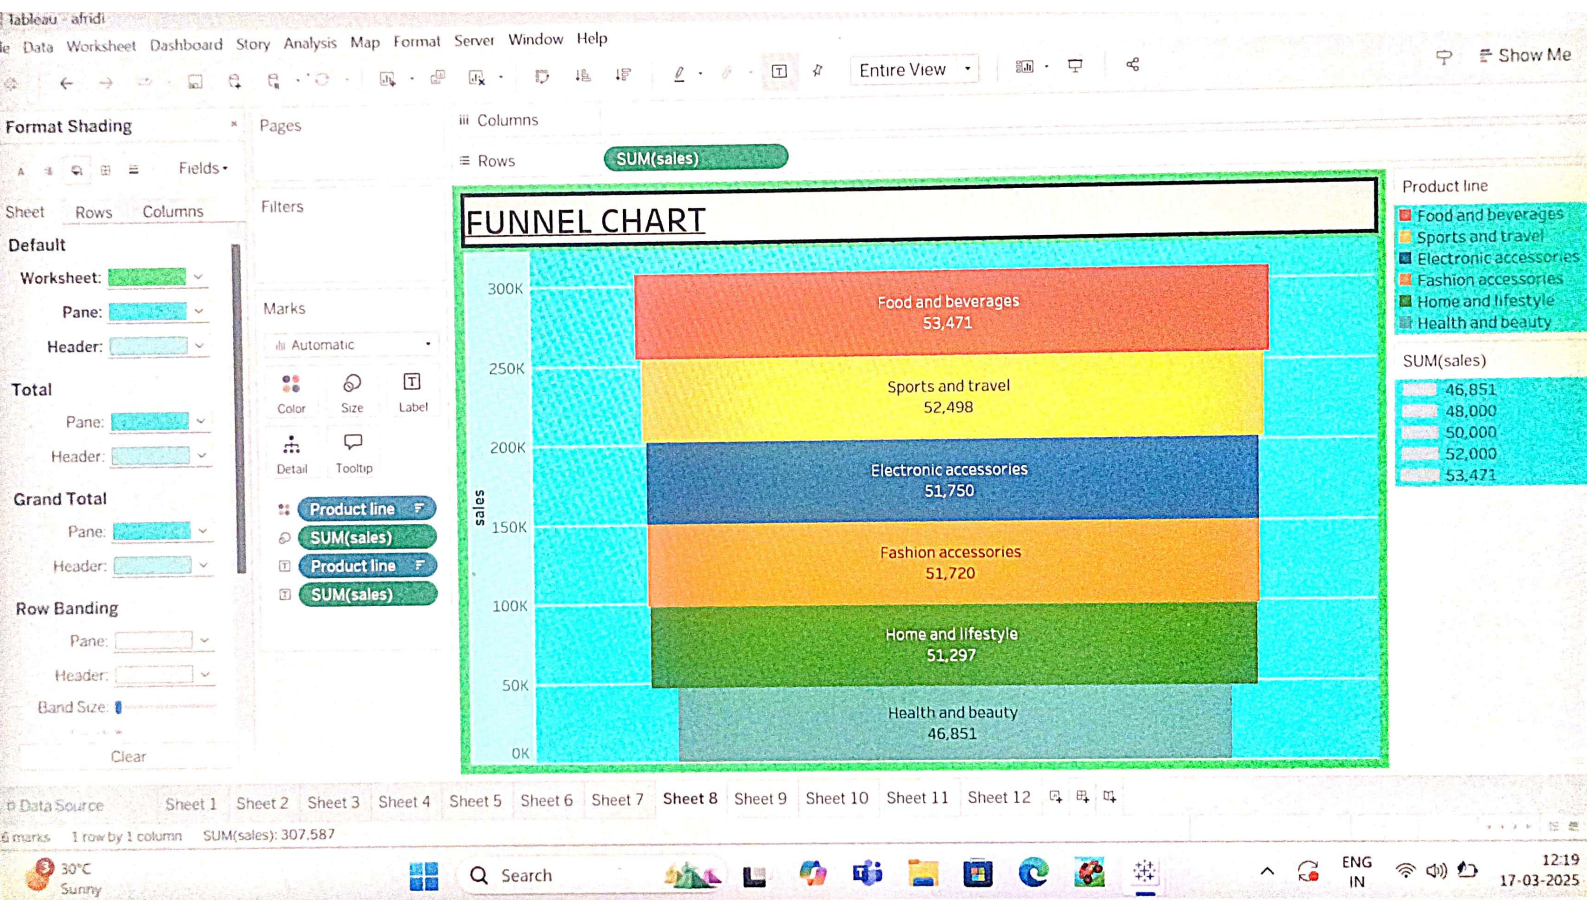 Tableau - afridi
Data Worksheet Dashboard Story Analysis Map Format Server Window Help
Entire View
Show Me
Format Shading
Fields
Sheet Rows Columns
Default
Worksheet:
Pane:
Header:
Total
Pane:
Header:
Grand Total
Pane:
Header:
Row Banding
Pane:
Header:
Band Size:
Clear
Pages
Filters
Marks
Automatic
Color Size Label
Detail Tooltip
Product line
SUM(sales)
Product line
SUM(sales)
Columns
Rows SUM(sales)
FUNNEL CHART
sales
300K
250K
200K
150K
100K
50K
0K
Food and beverages
53,471
Sports and travel
52,498
Electronic accessories
51,750
Fashion accessories
51,720
Home and lifestyle
51,297
Health and beauty
46,851
Product line
Food and beverages
Sports and travel
Electronic accessories
Fashion accessories
Home and lifestyle
Health and beauty
SUM(sales)
46,851
48,000
50,000
52,000
53,471
Data Source Sheet 1 Sheet 2 Sheet 3 Sheet 4 Sheet 5 Sheet 6 Sheet 7 Sheet 8 Sheet 9 Sheet 10 Sheet 11 Sheet 12
6 marks 1 row by 1 column SUM(sales): 307,587
3
30°C
Sunny
Search
ENG
IN
12:19
17-03-2025